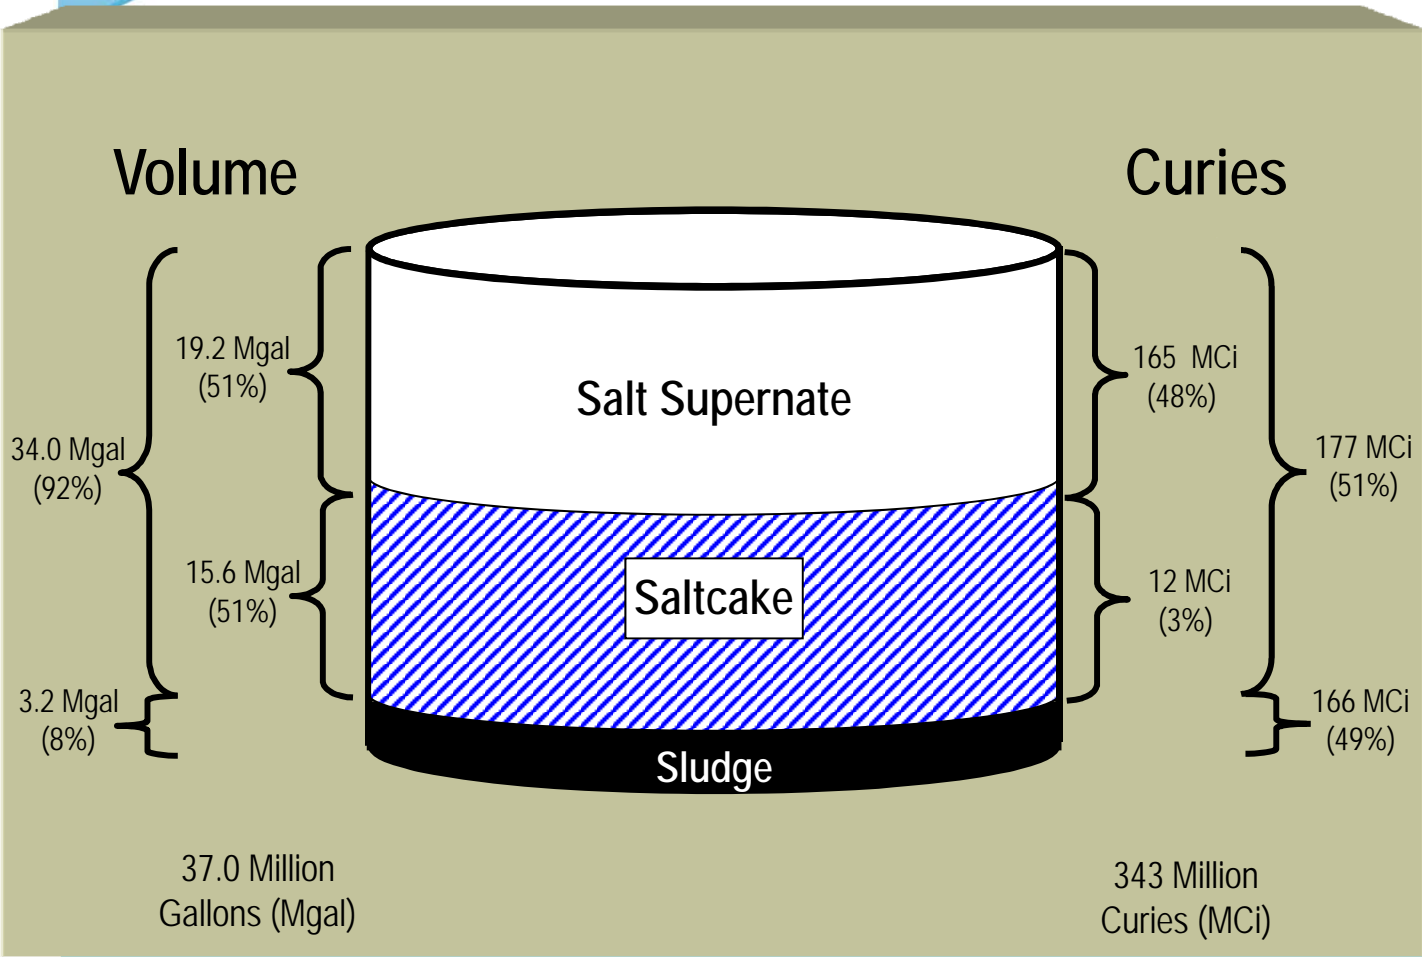 Volume
Curies
19.2 Mgal
(51%)
165 MCi
(48%)
Salt Supernate
34.0 Mgal
(92%)
177 MCi
(51%)
15.6 Mgal
(51%)
Saltcake
12 MCi
(3%)
3.2 Mgal
(8%)
166 MCi
(49%)
Sludge
37.0 Million
Gallons (Mgal)
343 Million
Curies (MCi)